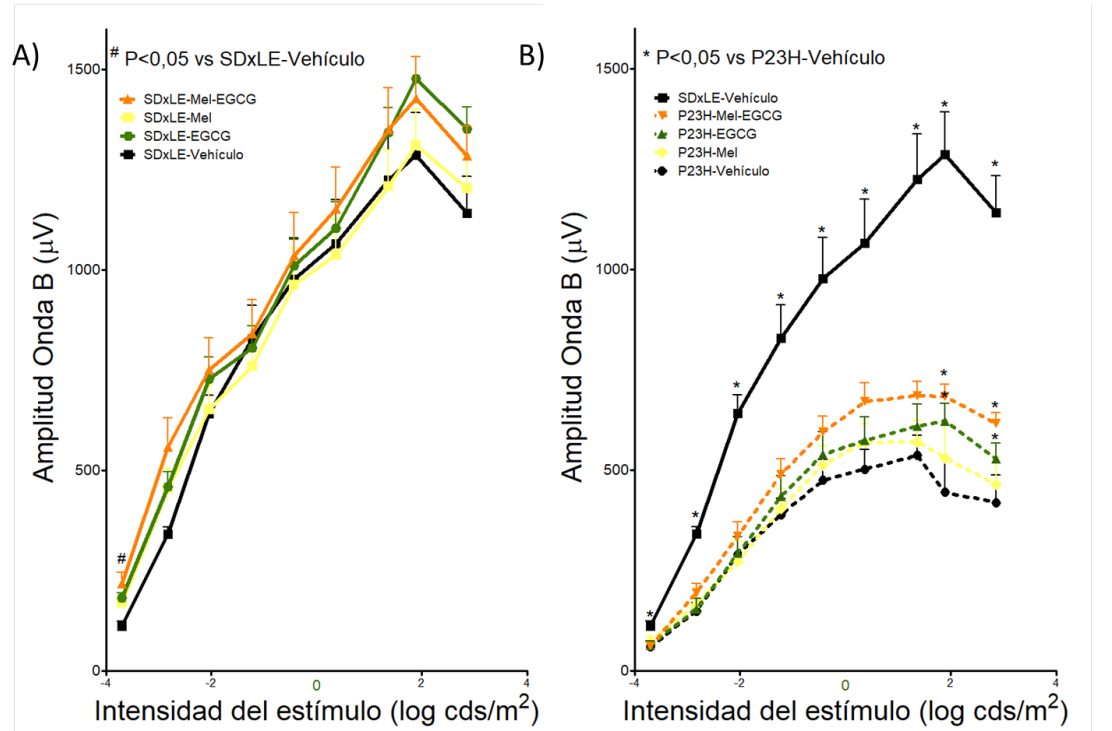 A)
# P<0,05 vs SDxLE-Vehículo
SDxLE-Mel-EGCG
SDxLE-Mel
SDxLE-EGCG
SDxLE-Vehículo
Amplitud Onda B (µV)
1500
1000
500
0
#
-4
-2
0
2
4
Intensidad del estímulo (log cds/m²)
B)
* P<0,05 vs P23H-Vehículo
SDxLE-Vehículo
P23H-Mel-EGCG
P23H-EGCG
P23H-Mel
P23H-Vehículo
Amplitud Onda B (µV)
1500
1000
500
0
* * * * * * * * *
* *
*
-4
-2
0
2
4
Intensidad del estímulo (log cds/m²)